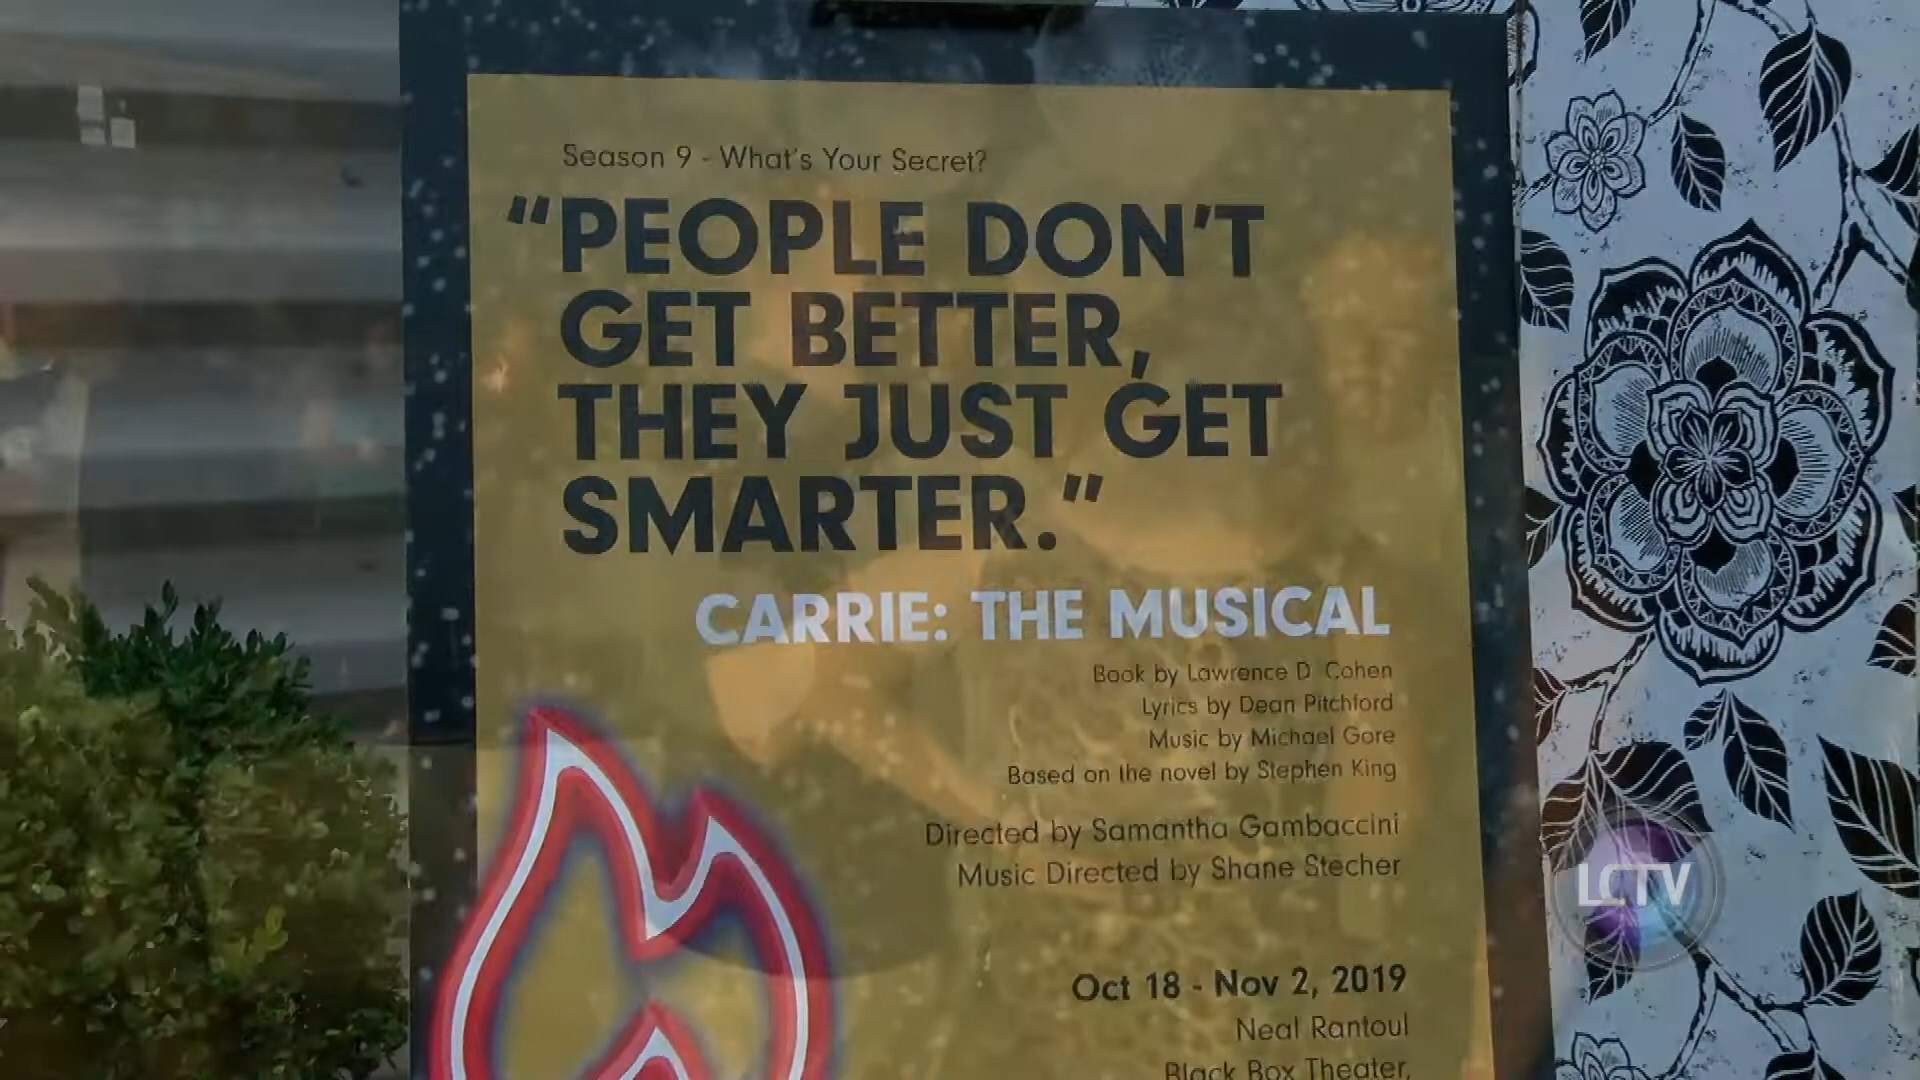 Season 9 - What's Your Secret?
“PEOPLE DON'T
GET BETTER,
THEY JUST GET
SMARTER.”
CARRIE: THE MUSICAL
Book by Lawrence D Cohen
Lyrics by Dean Pitchford
Music by Michael Gore
Based on the novel by Stephen King
Directed by Samantha Gambaccini
Music Directed by Shane Stecher
Oct 18 - Nov 2, 2019
Neal Rantoul
Black Box Theater,
LCTV